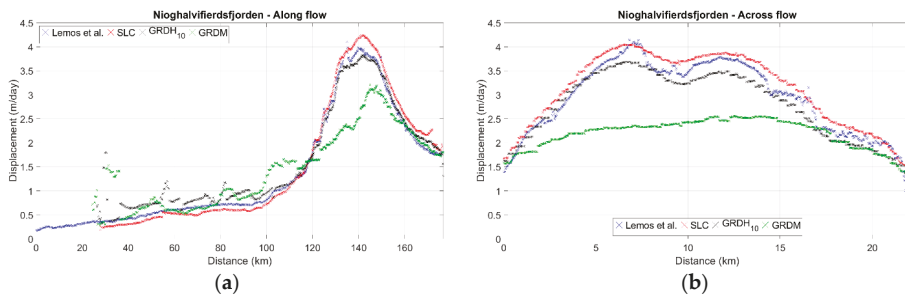 Nioghalvifierdsfjorden - Along flow
× Lemos et al. × SLC × GRDH10 × GRDM
Displacement (m/day)
4.5
4
3.5
3
2.5
2
1.5
1
0.5
0
0 20 40 60 80 100 120 140 160
Distance (km)
(a)
Nioghalvifierdsfjorden - Across flow
Displacement (m/day)
4.5
4
3.5
3
2.5
2
1.5
1
0.5
0
× Lemos et al. × SLC × GRDH10 × GRDM
0 5 10 15 20
Distance (km)
(b)